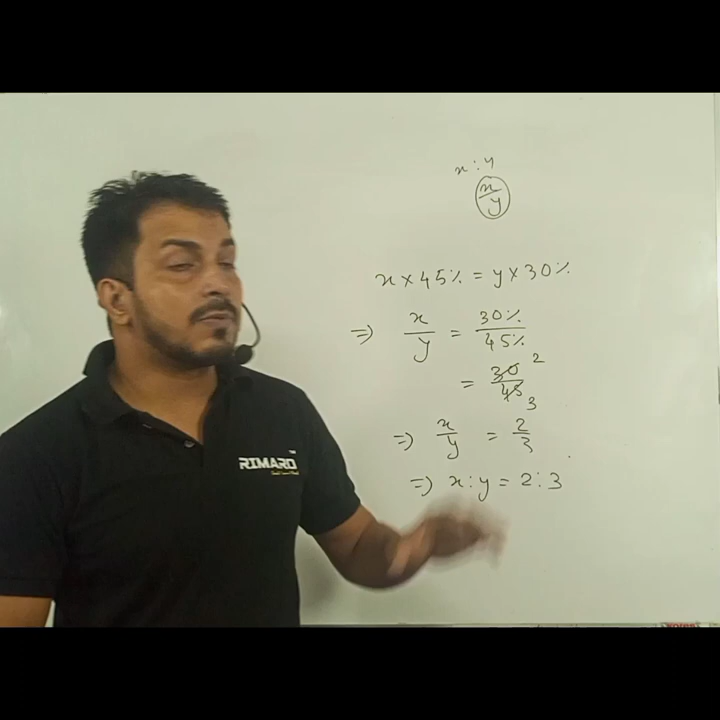 x : y
x/y
x × 45% = y × 30%
⇒ x/y = 30%/45%
= 30/45 2 3
⇒ x/y = 2/3
⇒ x : y = 2 : 3
RIMARO